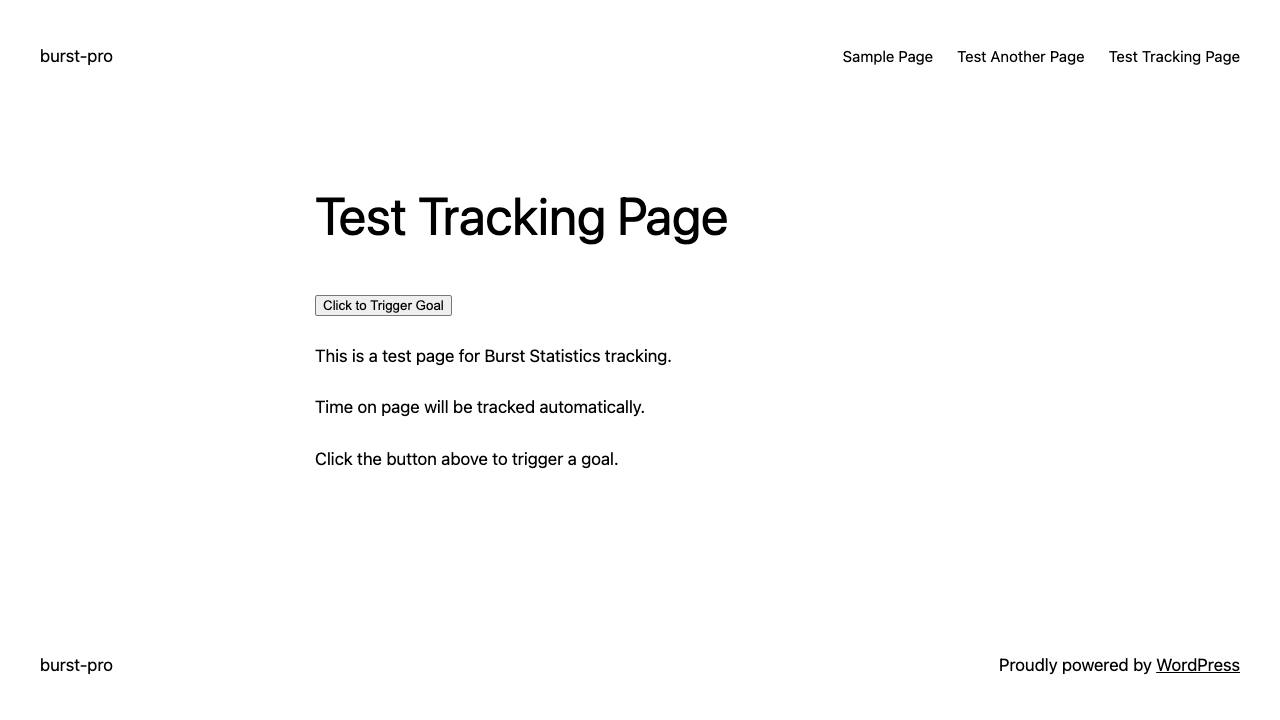 burst-pro
Sample Page
Test Another Page
Test Tracking Page
Test Tracking Page
Click to Trigger Goal
This is a test page for Burst Statistics tracking.
Time on page will be tracked automatically.
Click the button above to trigger a goal.
burst-pro
Proudly powered by WordPress